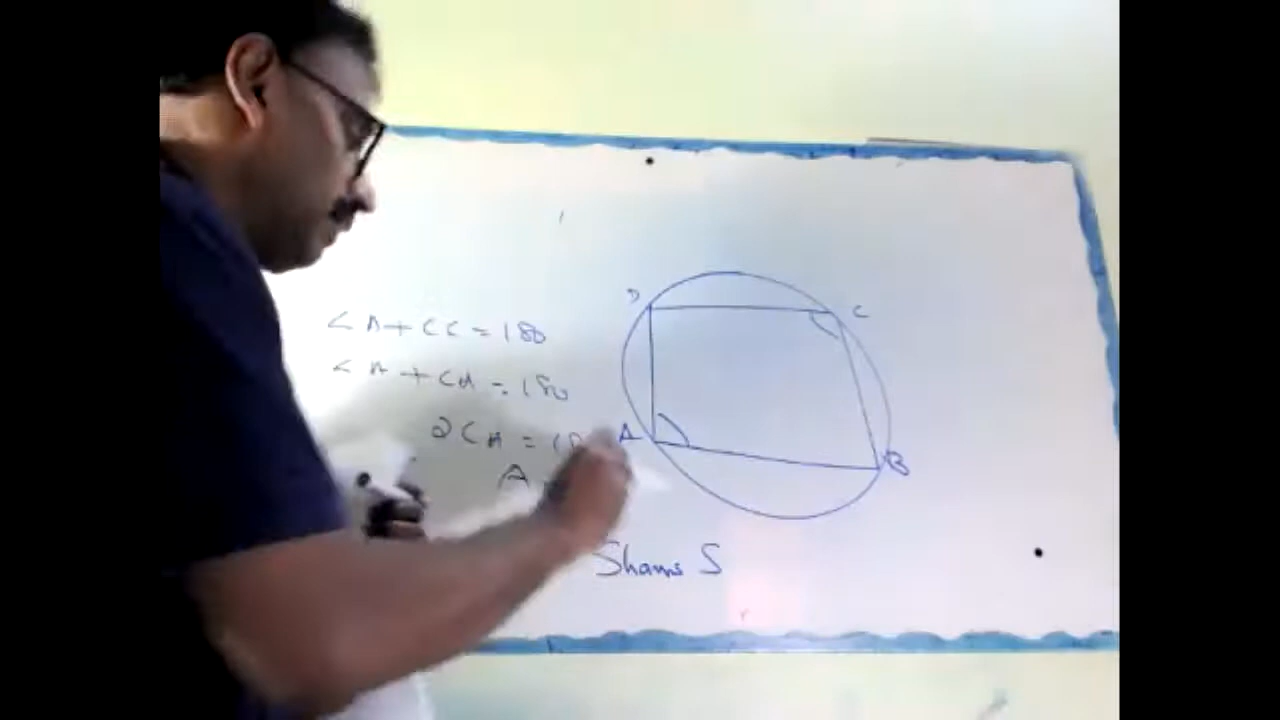 ∠A+∠C=180
∠A+∠A=180
2∠A = 18
A
D
C
A
B
Shams S